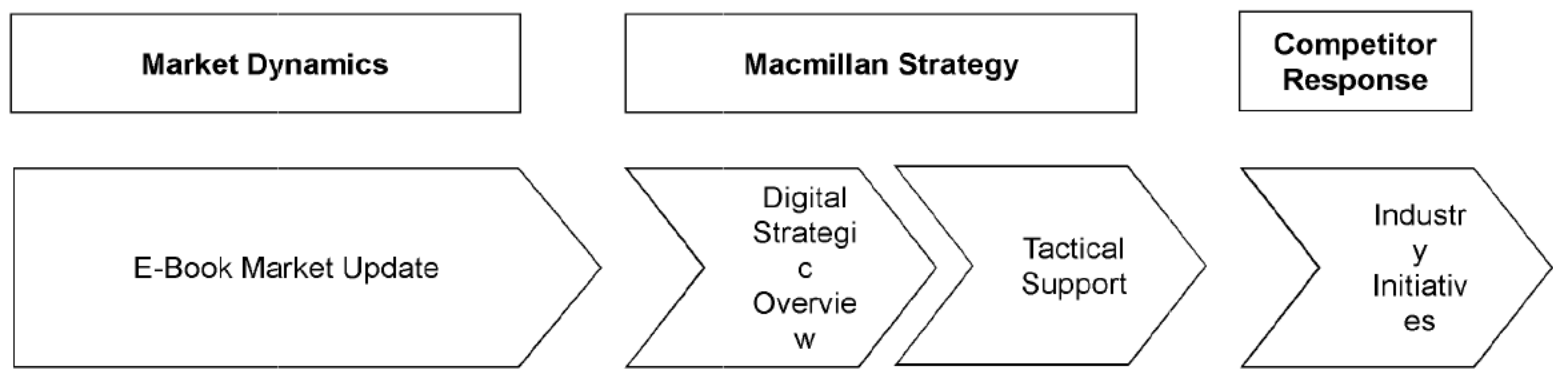 Market Dynamics
Macmillan Strategy
Competitor
Response
E-Book Market Update
Digital
Strategi
c
Overvie
w
Tactical
Support
Industr
y
Initiativ
es